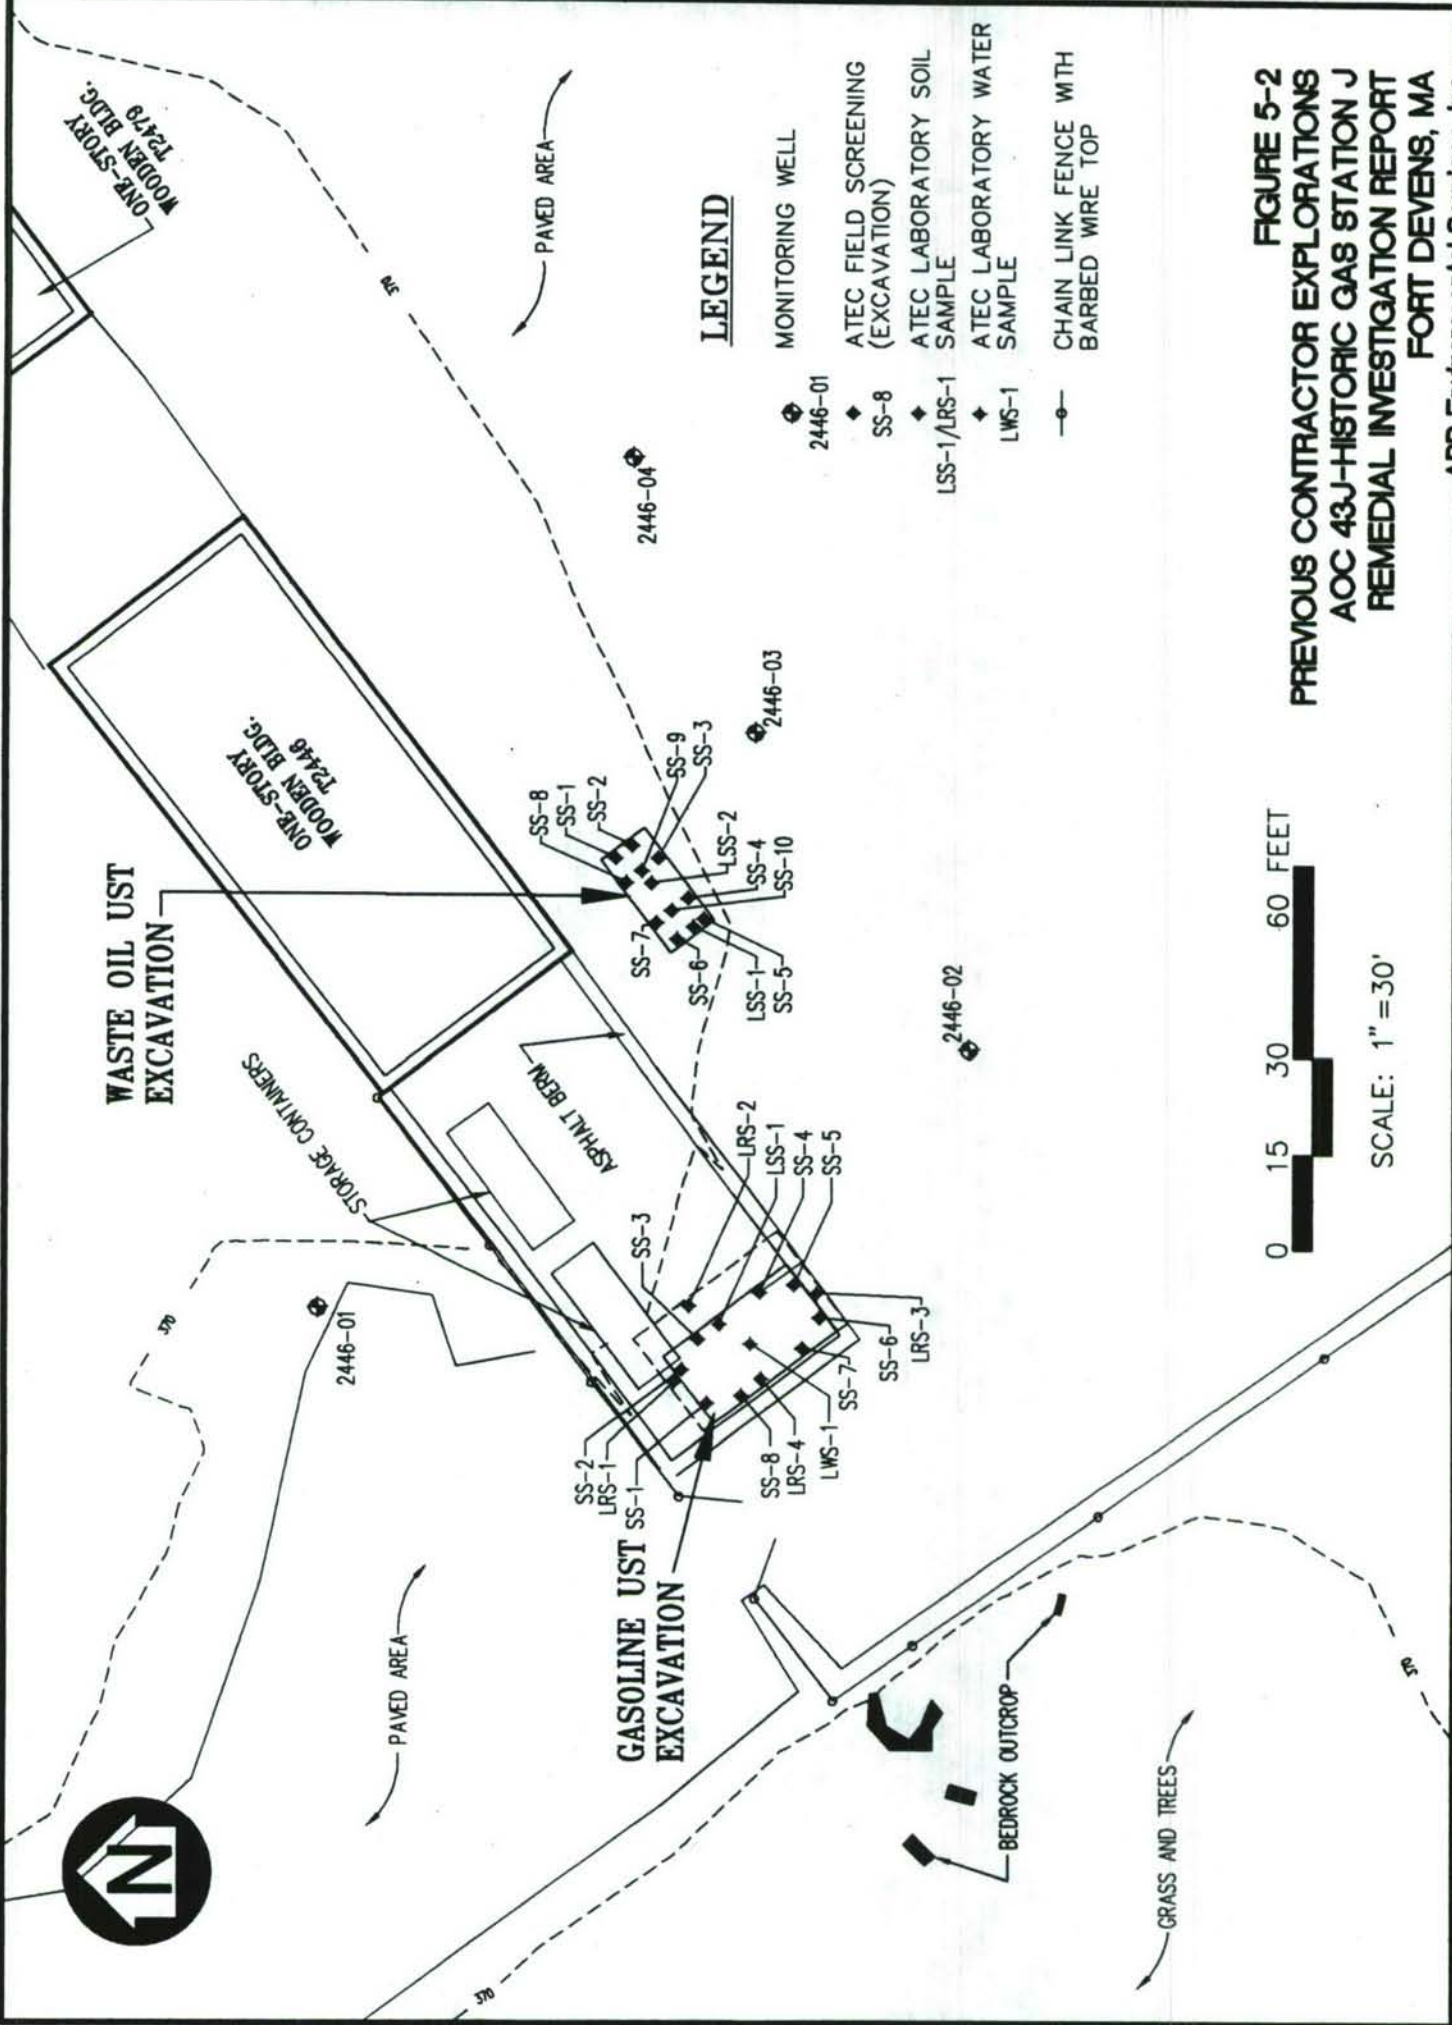 N
ONE-STORY
WOODEN BLDG.
T2479
370
PAVED AREA
ONE-STORY
WOODEN BLDG.
T2446
WASTE OIL UST
EXCAVATION
STORAGE CONTAINERS
ASPHALT BERM
370
2446-01
PAVED AREA
2446-04
2446-03
2446-02
SS-8
SS-1
SS-2
SS-9
SS-3
LSS-2
SS-4
SS-10
SS-7
SS-6
LSS-1
SS-5
SS-3
LRS-2
LSS-1
SS-4
SS-5
SS-2
LRS-1
SS-1
GASOLINE UST
EXCAVATION
SS-8
LRS-4
LWS-1
SS-7
SS-6
LRS-3
370
BEDROCK OUTCROP
GRASS AND TREES
370
LEGEND
2446-01 MONITORING WELL
SS-8 ATEC FIELD SCREENING
(EXCAVATION)
ATEC LABORATORY SOIL
LSS-1/LRS-1 SAMPLE
ATEC LABORATORY WATER
LWS-1 SAMPLE
CHAIN LINK FENCE WITH
BARBED WIRE TOP
0 15 30 60 FEET
SCALE: 1"=30'
FIGURE 5-2
PREVIOUS CONTRACTOR EXPLORATIONS
AOC 43J-HISTORIC GAS STATION J
REMEDIAL INVESTIGATION REPORT
FORT DEVENS, MA